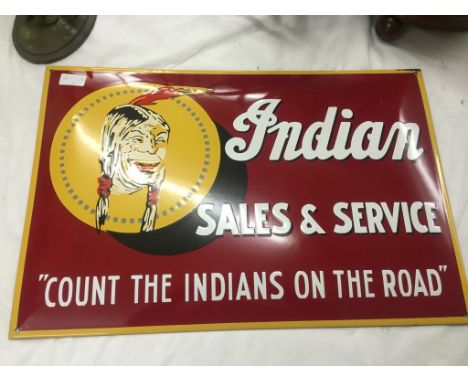 Indian
SALES & SERVICE
"COUNT THE INDIANS ON THE ROAD"